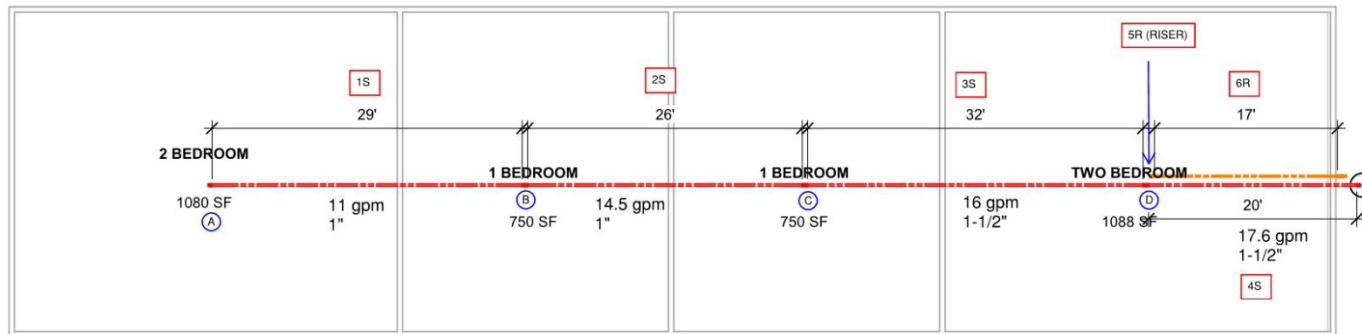 5R (RISER)
1S
2S
3S
6R
29'
26'
32'
17'
2 BEDROOM
1 BEDROOM
1 BEDROOM
TWO BEDROOM
1080 SF
11 gpm
1"
A
B
750 SF
14.5 gpm
1"
C
750 SF
16 gpm
1-1/2"
D
1088 SF
20'
17.6 gpm
1-1/2"
4S